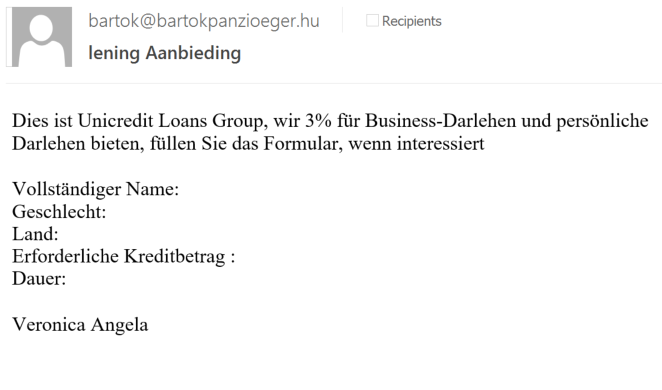 bartok@bartokpanzioeger.hu Recipients
lening Aanbieding
Dies ist Unicredit Loans Group, wir 3% für Business-Darlehen und persönliche
Darlehen bieten, füllen Sie das Formular, wenn interessiert
Vollständiger Name:
Geschlecht:
Land:
Erforderliche Kreditbetrag :
Dauer:
Veronica Angela